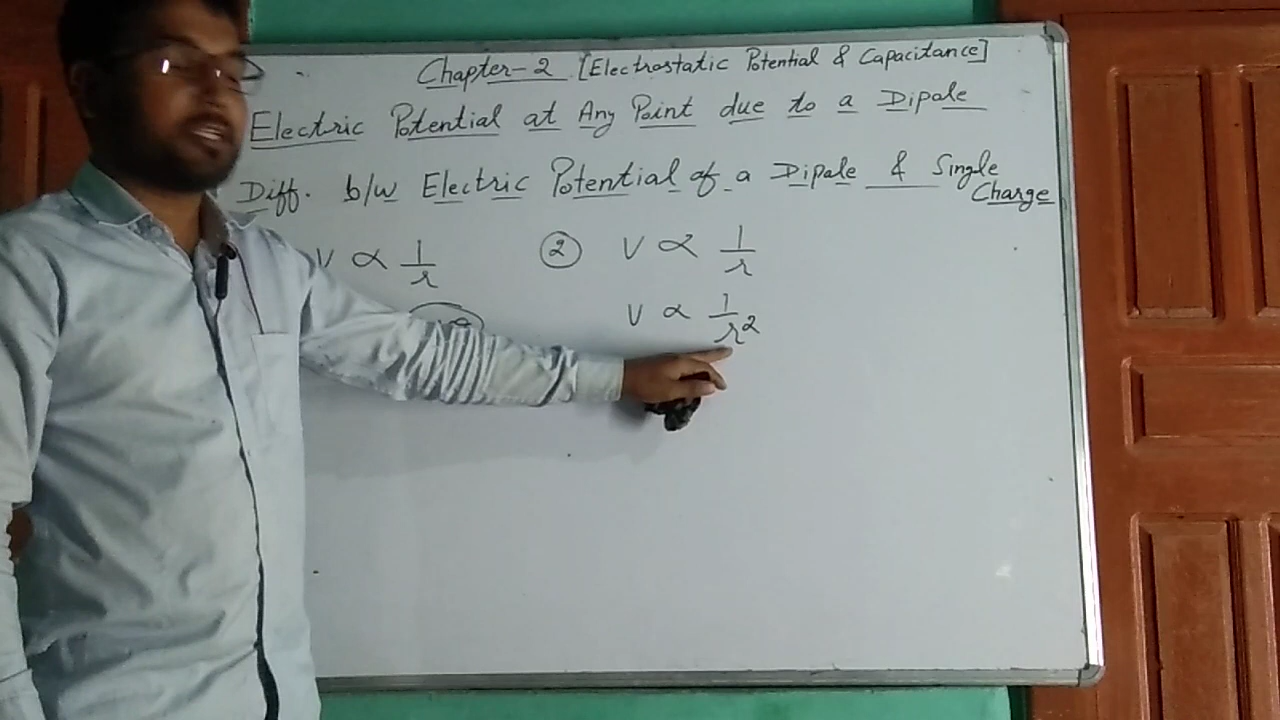 Chapter-2 [Electrostatic Potential & Capacitance]
Electric Potential at Any Point due to a Dipole
Diff. b/w Electric Potential of a Dipole & Single
Charge
V ∝ 1/r ② V ∝ 1/r
V ∝ 1/r²